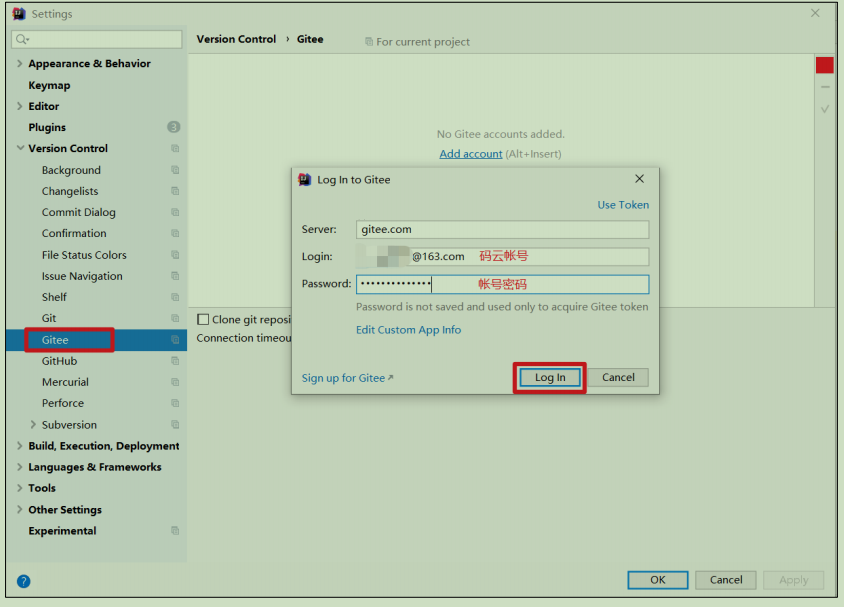 Settings
Version Control › Gitee For current project
Appearance & Behavior
Keymap
Editor
Plugins 3
Version Control
Background
Changelists
Commit Dialog
Confirmation
File Status Colors
Issue Navigation
Shelf
Git
Gitee
GitHub
Mercurial
Perforce
Subversion
Build, Execution, Deployment
Languages & Frameworks
Tools
Other Settings
Experimental
No Gitee accounts added.
Add account (Alt+Insert)
Clone git reposi
Connection timeou
Log In to Gitee
Use Token
Server: gitee.com
Login: @163.com 码云帐号
Password: •••••••••••••• 帐号密码
Password is not saved and used only to acquire Gitee token
Edit Custom App Info
Sign up for Gitee ↗ Log In Cancel
? OK Cancel Apply